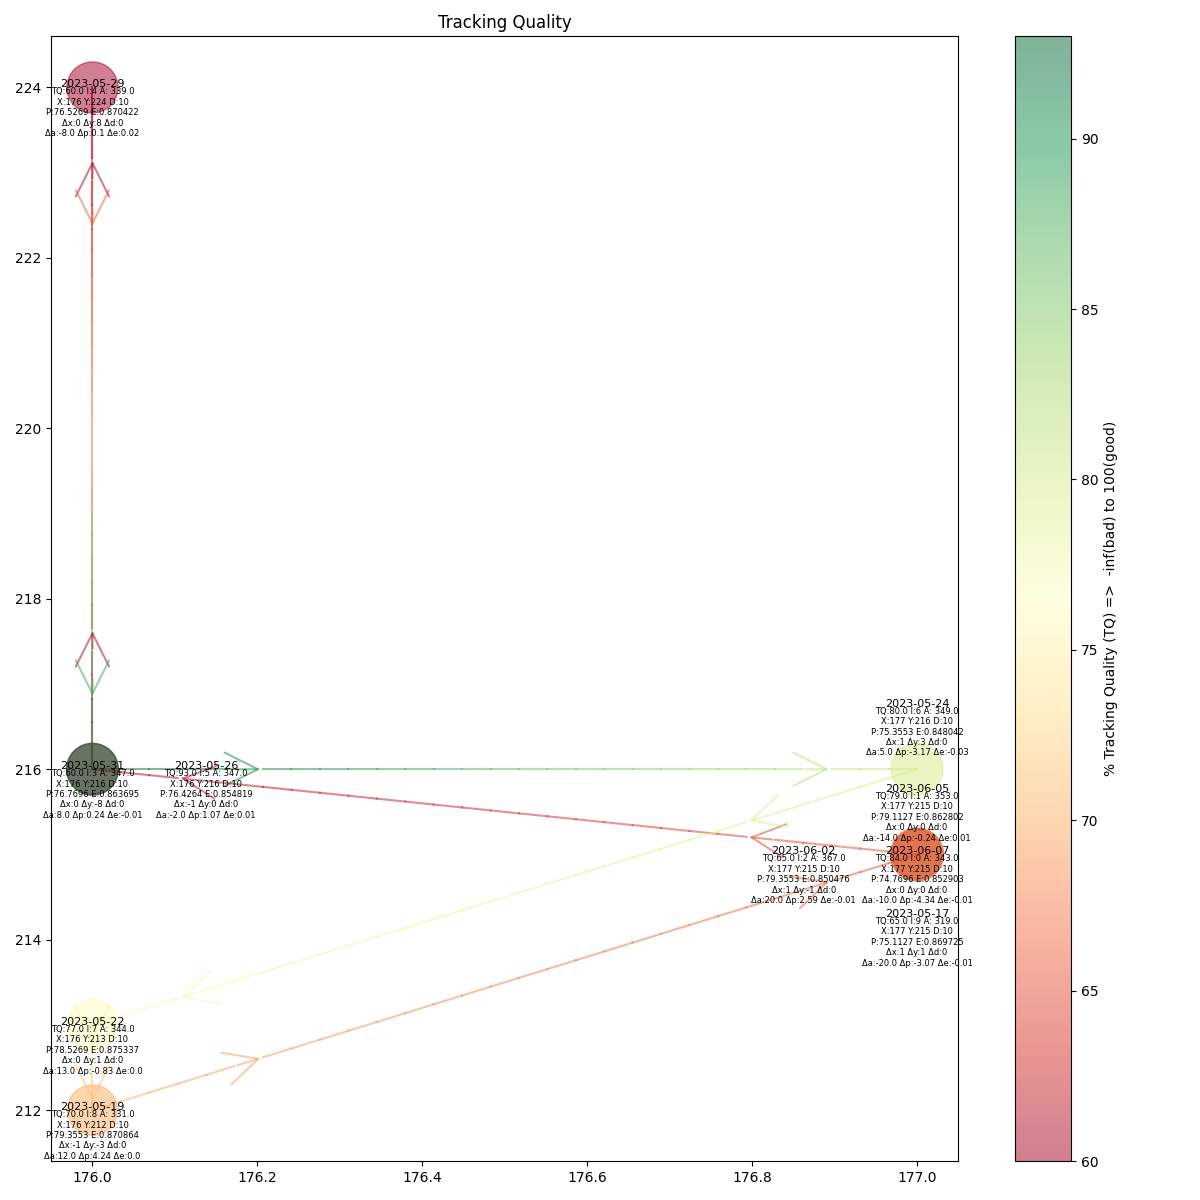 Tracking Quality
224
222
220
218
216
214
212
176.0
176.2
176.4
176.6
176.8
177.0
2023-05-29
TQ:60.0 I:4 A: 339.0
X:176 Y:224 D:10
P:76.5269 E:0.870422
Δx:0 Δy:8 Δd:0
Δa:-8.0 Δp:0.1 Δe:0.02
2023-05-31
TQ:60.0 I:3 A: 347.0
X:176 Y:216 D:10
P:76.7696 E:0.863695
Δx:0 Δy:-8 Δd:0
Δa:8.0 Δp:0.24 Δe:-0.01
2023-05-26
TQ:93.0 I:5 A: 347.0
X:176 Y:216 D:10
P:76.4264 E:0.854819
Δx:-1 Δy:0 Δd:0
Δa:-2.0 Δp:1.07 Δe:0.01
2023-05-24
TQ:80.0 I:6 A: 349.0
X:177 Y:216 D:10
P:75.3553 E:0.848042
Δx:1 Δy:3 Δd:0
Δa:5.0 Δp:-3.17 Δe:-0.03
2023-06-05
TQ:79.0 I:1 A: 353.0
X:177 Y:215 D:10
P:79.1127 E:0.862802
Δx:0 Δy:0 Δd:0
Δa:-14.0 Δp:-0.24 Δe:0.01
2023-06-02
TQ:65.0 I:2 A: 367.0
X:177 Y:215 D:10
P:79.3553 E:0.850476
Δx:1 Δy:-1 Δd:0
Δa:20.0 Δp:2.59 Δe:-0.01
2023-06-07
TQ:84.0 I:0 A: 343.0
X:177 Y:215 D:10
P:74.7696 E:0.852903
Δx:0 Δy:0 Δd:0
Δa:-10.0 Δp:-4.34 Δe:-0.01
2023-05-17
TQ:65.0 I:9 A: 319.0
X:177 Y:215 D:10
P:75.1127 E:0.869725
Δx:1 Δy:1 Δd:0
Δa:-20.0 Δp:-3.07 Δe:-0.01
2023-05-22
TQ:77.0 I:7 A: 344.0
X:176 Y:213 D:10
P:78.5269 E:0.875337
Δx:0 Δy:1 Δd:0
Δa:13.0 Δp:-0.83 Δe:0.0
2023-05-19
TQ:70.0 I:8 A: 331.0
X:176 Y:212 D:10
P:79.3553 E:0.870864
Δx:-1 Δy:-3 Δd:0
Δa:12.0 Δp:4.24 Δe:0.0
90
85
80
75
70
65
60
% Tracking Quality (TQ) => -inf(bad) to 100(good)